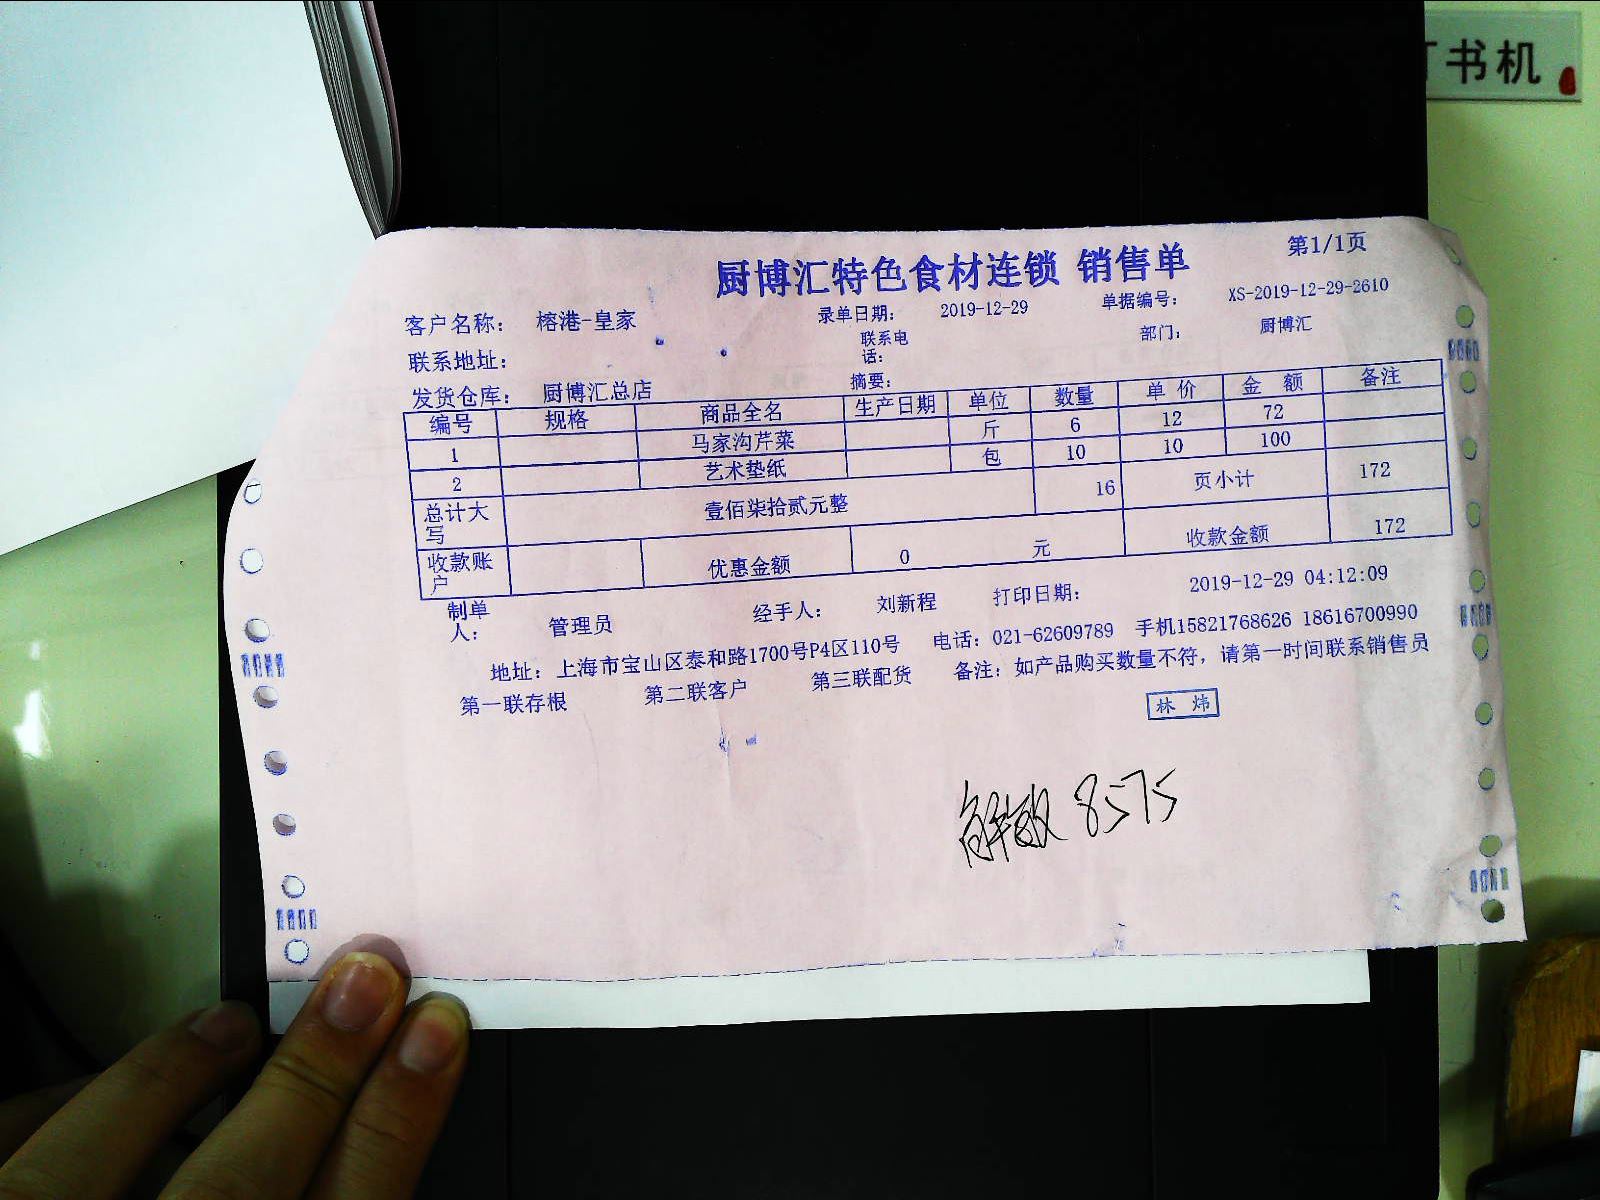 书机
厨博汇特色食材连锁 销售单
第1/1页
客户名称： 榕港-皇家 录单日期： 2019-12-29 单据编号： XS-2019-12-29-2610
联系地址： 联系电话： 部门： 厨博汇
发货仓库： 厨博汇总店 摘要：
编号 规格 商品全名 生产日期 单位 数量 单价 金额 备注
1 马家沟芹菜 斤 6 12 72
2 艺术垫纸 包 10 10 100
总计大写 壹佰柒拾贰元整 16 页小计 172
收款账户 优惠金额 0 元 收款金额 172
制单人： 管理员 经手人： 刘新程 打印日期： 2019-12-29 04:12:09
地址：上海市宝山区泰和路1700号P4区110号 电话：021-62609789 手机15821768626 18616700990
第一联存根 第二联客户 第三联配货 备注：如产品购买数量不符，请第一时间联系销售员
林 炜
8575